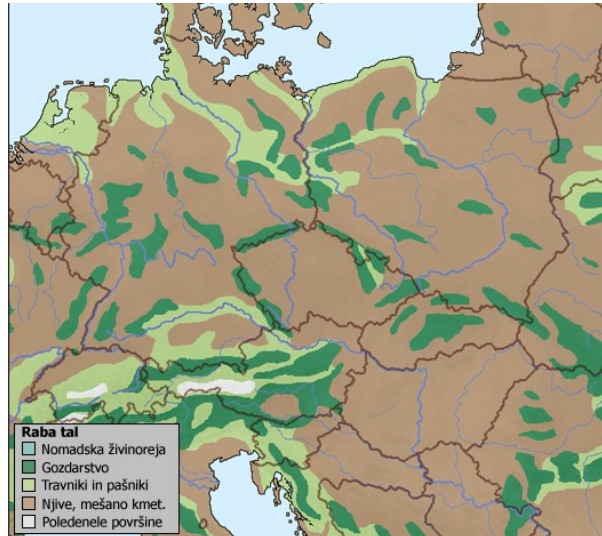 Raba tal
Nomadska živinoreja
Gozdarstvo
Travniki in pašniki
Njive, mešano kmet.
Poledenele površine